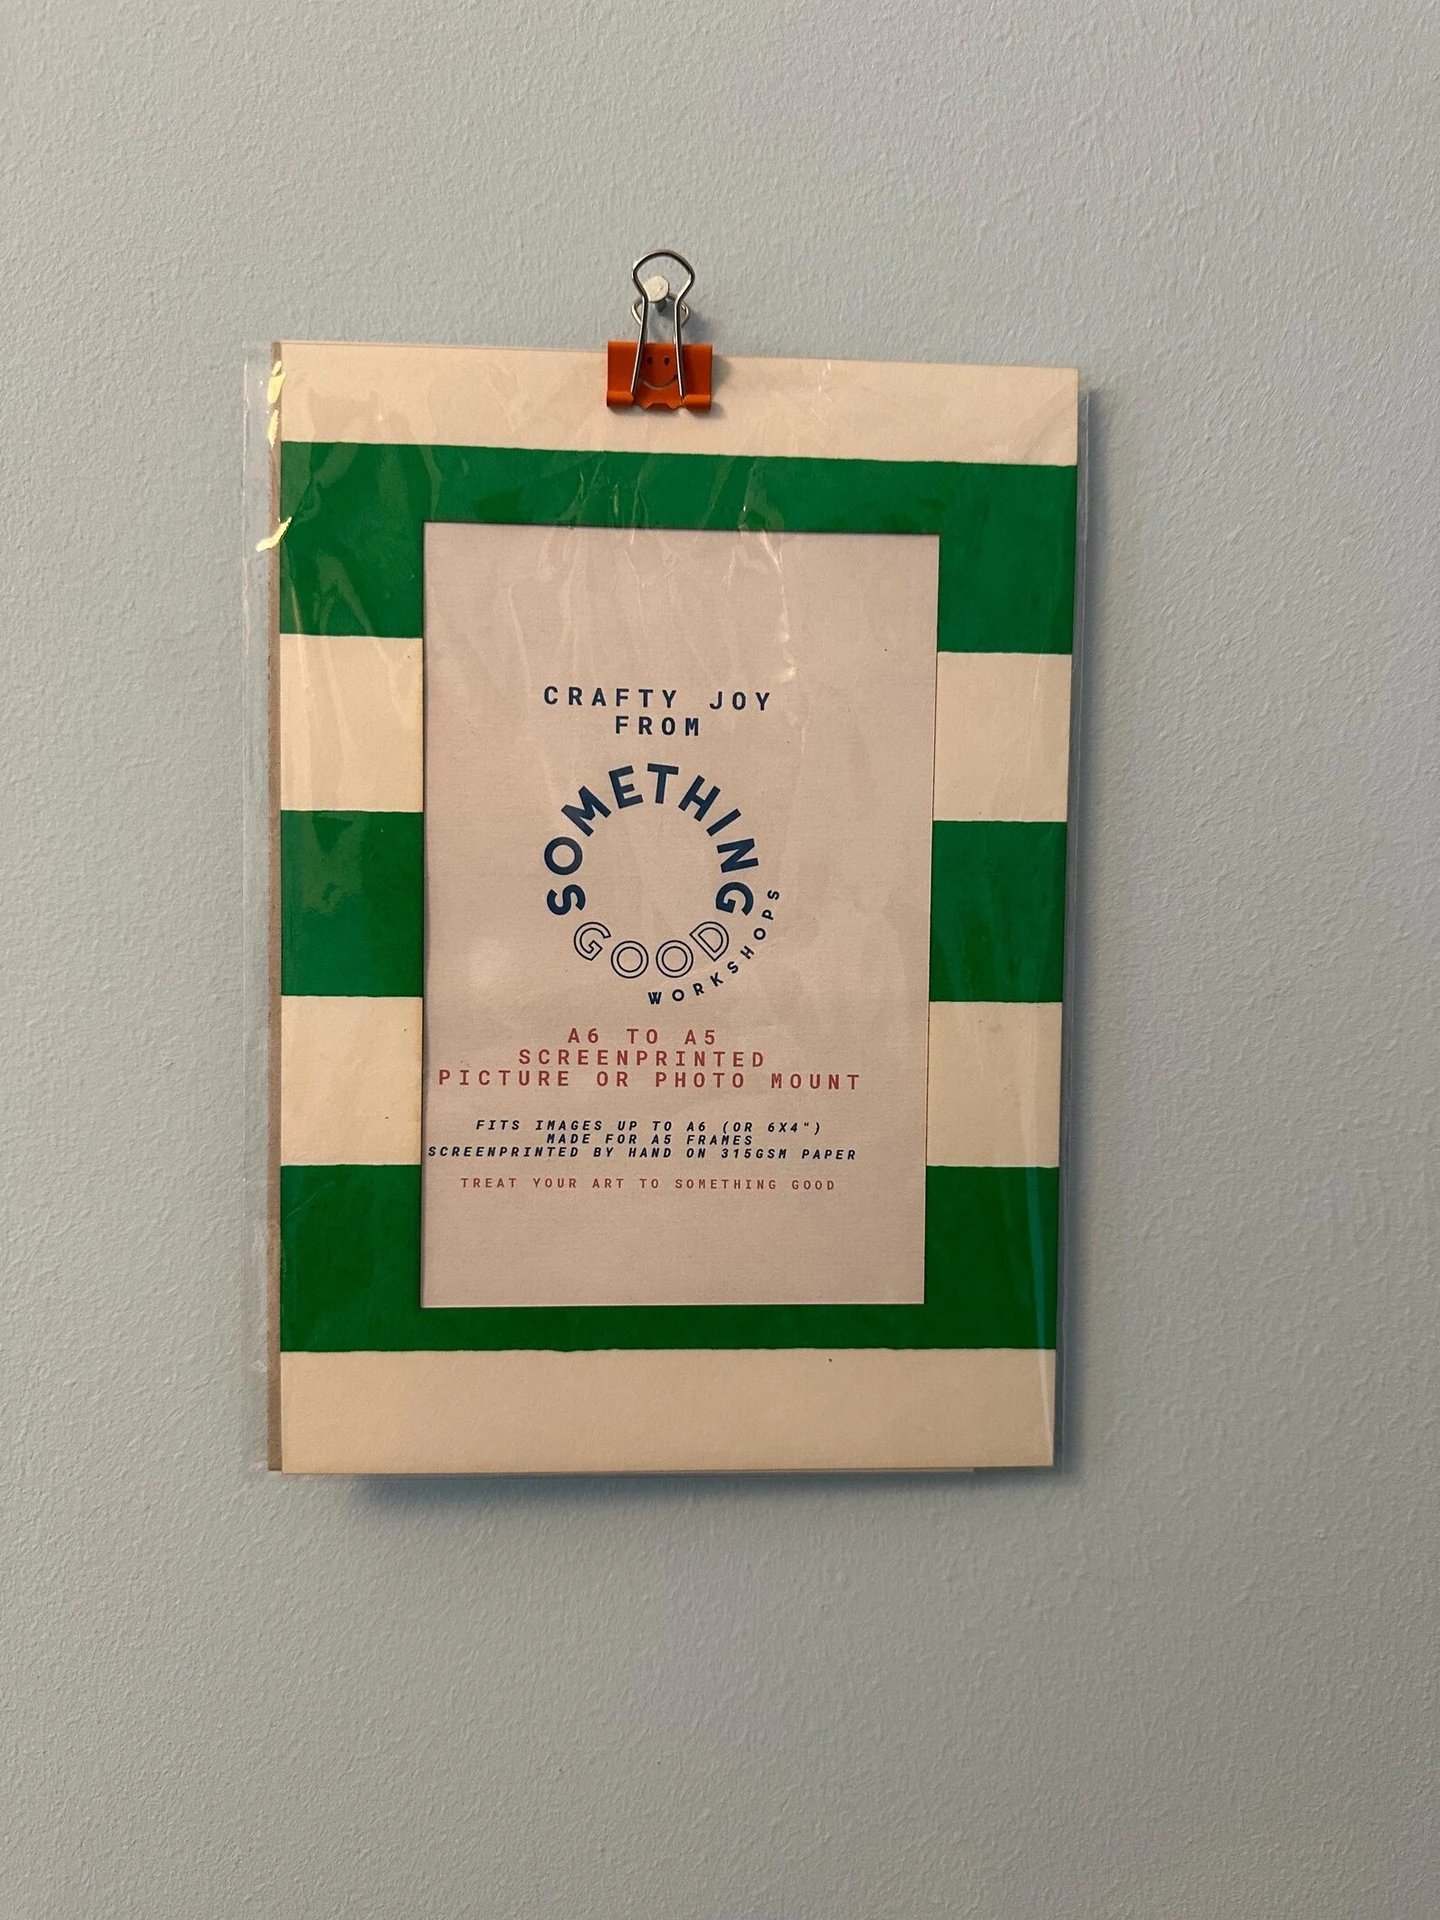 CRAFTY JOY
FROM
SOMETHING
GOOD
WORKSHOPS
A6 TO A5
SCREENPRINTED
PICTURE OR PHOTO MOUNT
FITS IMAGES UP TO A6 (OR 6X4")
MADE FOR A5 FRAMES
SCREENPRINTED BY HAND ON 315GSM PAPER
TREAT YOUR ART TO SOMETHING GOOD